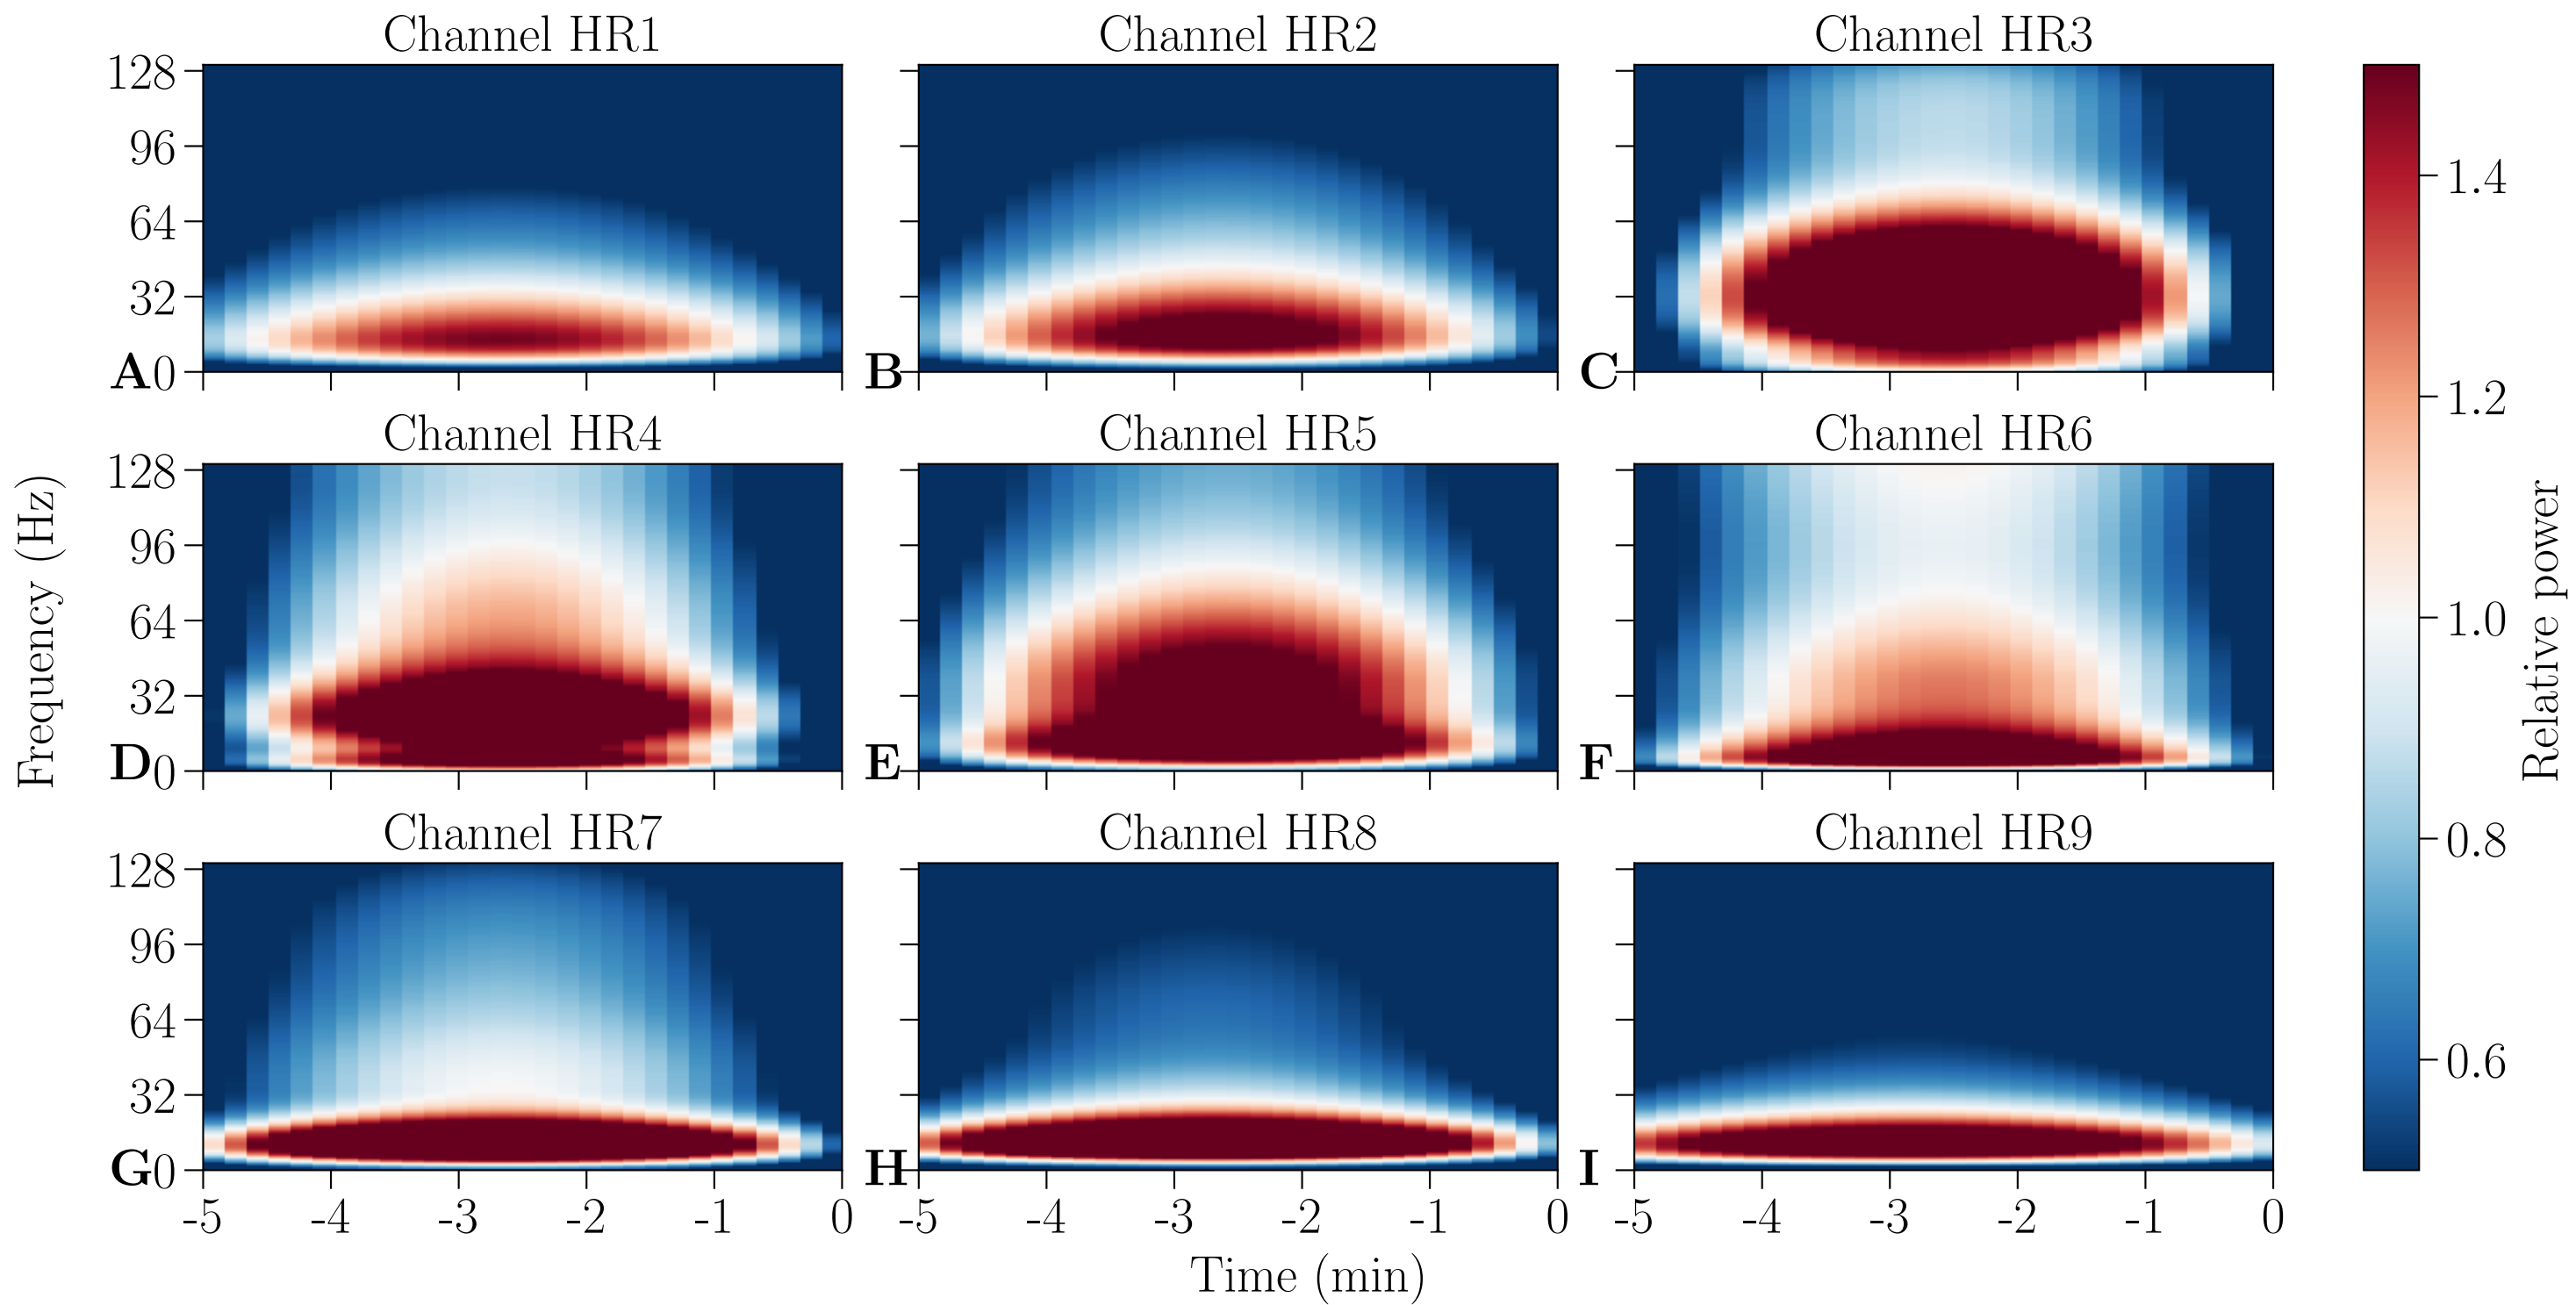 Channel HR1 Channel HR2 Channel HR3
128
96
64
32
A 0 B C
Channel HR4 Channel HR5 Channel HR6
128
96
64
32
D 0 E F
Channel HR7 Channel HR8 Channel HR9
128
96
64
32
G 0 H I
-5 -4 -3 -2 -1 0 -5 -4 -3 -2 -1 0 -5 -4 -3 -2 -1 0
Time (min)
Frequency (Hz)
1.4
1.2
1.0
0.8
0.6
Relative power